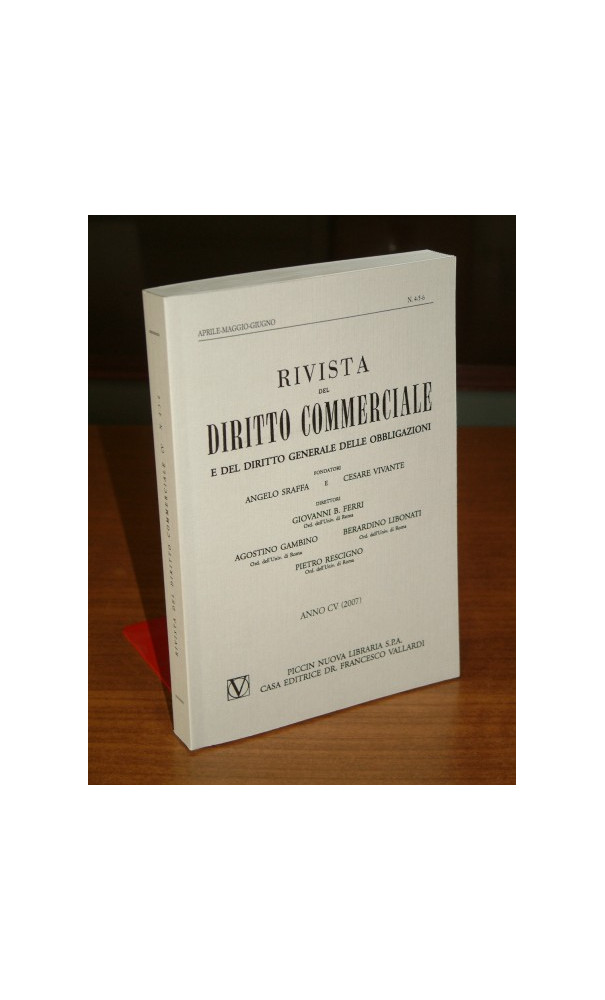 APRILE-MAGGIO-GIUGNO
N. 4-5-6
RIVISTA
DEL
DIRITTO COMMERCIALE
E DEL DIRITTO GENERALE DELLE OBBLIGAZIONI
FONDATORI
ANGELO SRAFFA E CESARE VIVANTE
DIRETTORI
GIOVANNI B. FERRI
Ord. dell'Univ. di Roma
AGOSTINO GAMBINO
Ord. dell'Univ. di Roma
BERARDINO LIBONATI
Ord. dell'Univ. di Roma
PIETRO RESCIGNO
Ord. dell'Univ. di Roma
ANNO CV (2007)
V
PICCIN NUOVA LIBRARIA S.P.A.
CASA EDITRICE DR. FRANCESCO VALLARDI
RIVISTA DEL DIRITTO COMMERCIALE